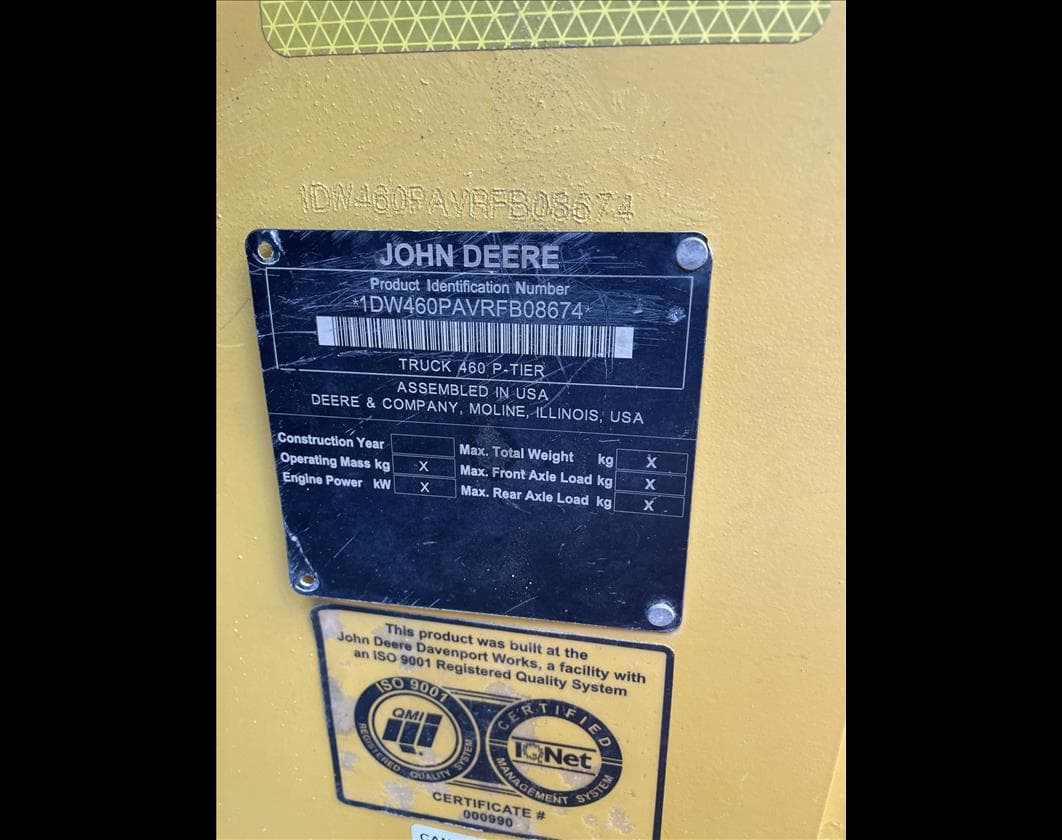 1DW460PAVRFB08674
JOHN DEERE
Product Identification Number
*1DW460PAVRFB08674*
TRUCK 460 P-TIER
ASSEMBLED IN USA
DEERE & COMPANY, MOLINE, ILLINOIS, USA
Construction Year
Operating Mass kg X
Engine Power kW X
Max. Total Weight kg X
Max. Front Axle Load kg X
Max. Rear Axle Load kg X
This product was built at the
John Deere Davenport Works, a facility with
an ISO 9001 Registered Quality System
ISO 9001
QMI
REGISTERED QUALITY SYSTEM
CERTIFIED
IQNet
MANAGEMENT SYSTEM
CERTIFICATE #
000990